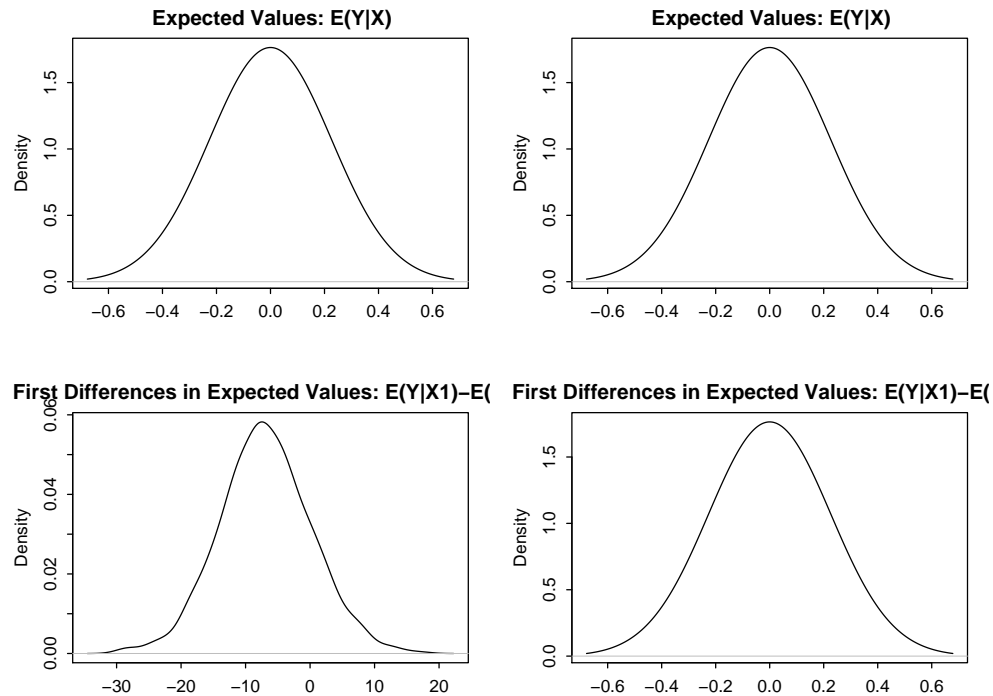 Expected Values: E(Y|X)
Density
0.0 0.5 1.0 1.5
−0.6 −0.4 −0.2 0.0 0.2 0.4 0.6
Expected Values: E(Y|X)
Density
0.0 0.5 1.0 1.5
−0.6 −0.4 −0.2 0.0 0.2 0.4 0.6
First Differences in Expected Values: E(Y|X1)−E(
Density
0.00 0.02 0.04 0.06
−30 −20 −10 0 10 20
First Differences in Expected Values: E(Y|X1)−E(
Density
0.0 0.5 1.0 1.5
−0.6 −0.4 −0.2 0.0 0.2 0.4 0.6